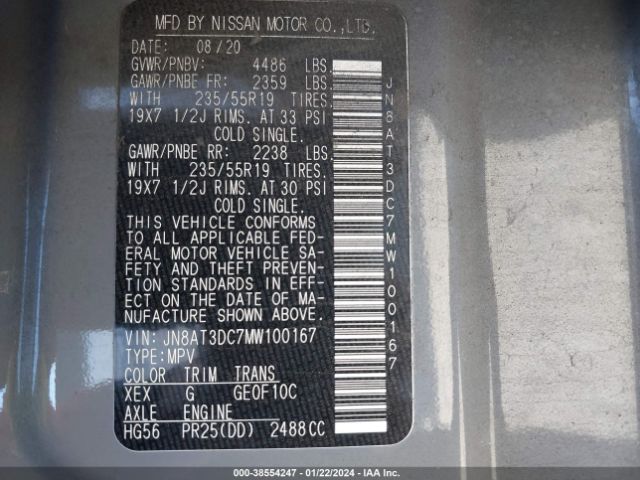 MFD BY NISSAN MOTOR CO.,LTD.
DATE: 08/20
GVWR/PNBV: 4486 LBS.
GAWR/PNBE FR: 2359 LBS.
WITH 235/55R19 TIRES.
19X7 1/2J RIMS. AT 33 PSI
COLD SINGLE.
GAWR/PNBE RR: 2238 LBS.
WITH 235/55R19 TIRES.
19X7 1/2J RIMS. AT 30 PSI
COLD SINGLE.
THIS VEHICLE CONFORMS
TO ALL APPLICABLE FED-
ERAL MOTOR VEHICLE SA-
FETY AND THEFT PREVEN-
TION STANDARDS IN EFF-
ECT ON THE DATE OF MA-
NUFACTURE SHOWN ABOVE.
VIN: JN8AT3DC7MW100167
TYPE:MPV
COLOR TRIM TRANS
XEX G GEOF10C
AXLE ENGINE
HG56 PR25(DD) 2488CC
JN8AT3DC7MW100167
000-38554247 - 01/22/2024 - IAA Inc.